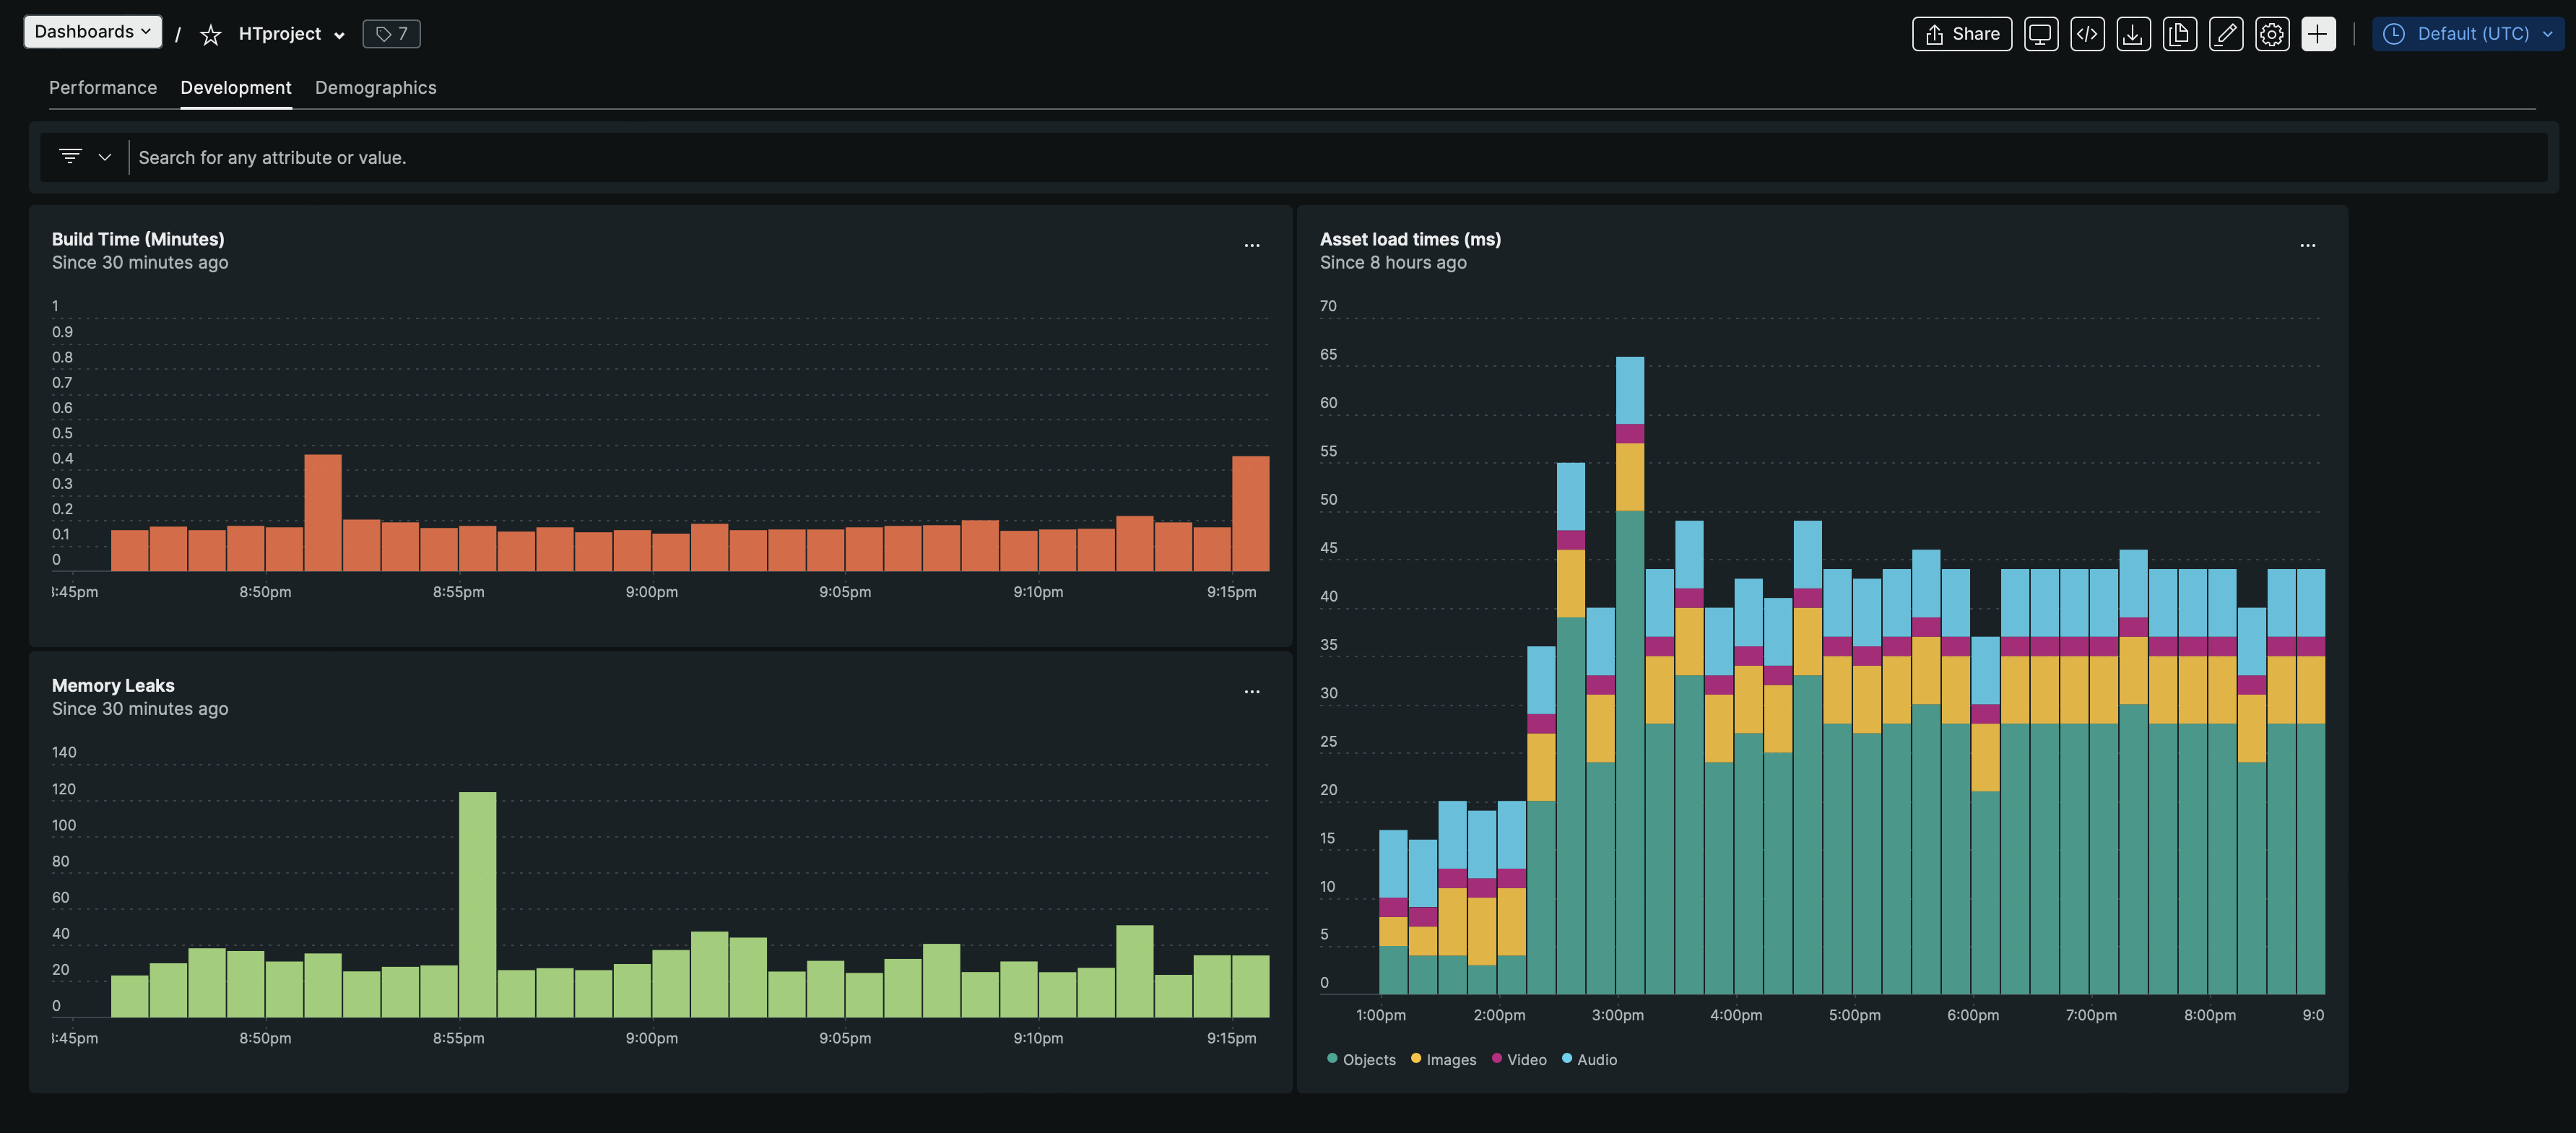 Dashboards / HTproject 7 Share Default (UTC)
Performance Development Demographics
Search for any attribute or value.
Build Time (Minutes)
Since 30 minutes ago
1
0.9
0.8
0.7
0.6
0.5
0.4
0.3
0.2
0.1
0
:45pm 8:50pm 8:55pm 9:00pm 9:05pm 9:10pm 9:15pm
Memory Leaks
Since 30 minutes ago
140
120
100
80
60
40
20
0
:45pm 8:50pm 8:55pm 9:00pm 9:05pm 9:10pm 9:15pm
Asset load times (ms)
Since 8 hours ago
70
65
60
55
50
45
40
35
30
25
20
15
10
5
0
1:00pm 2:00pm 3:00pm 4:00pm 5:00pm 6:00pm 7:00pm 8:00pm 9:0
Objects Images Video Audio